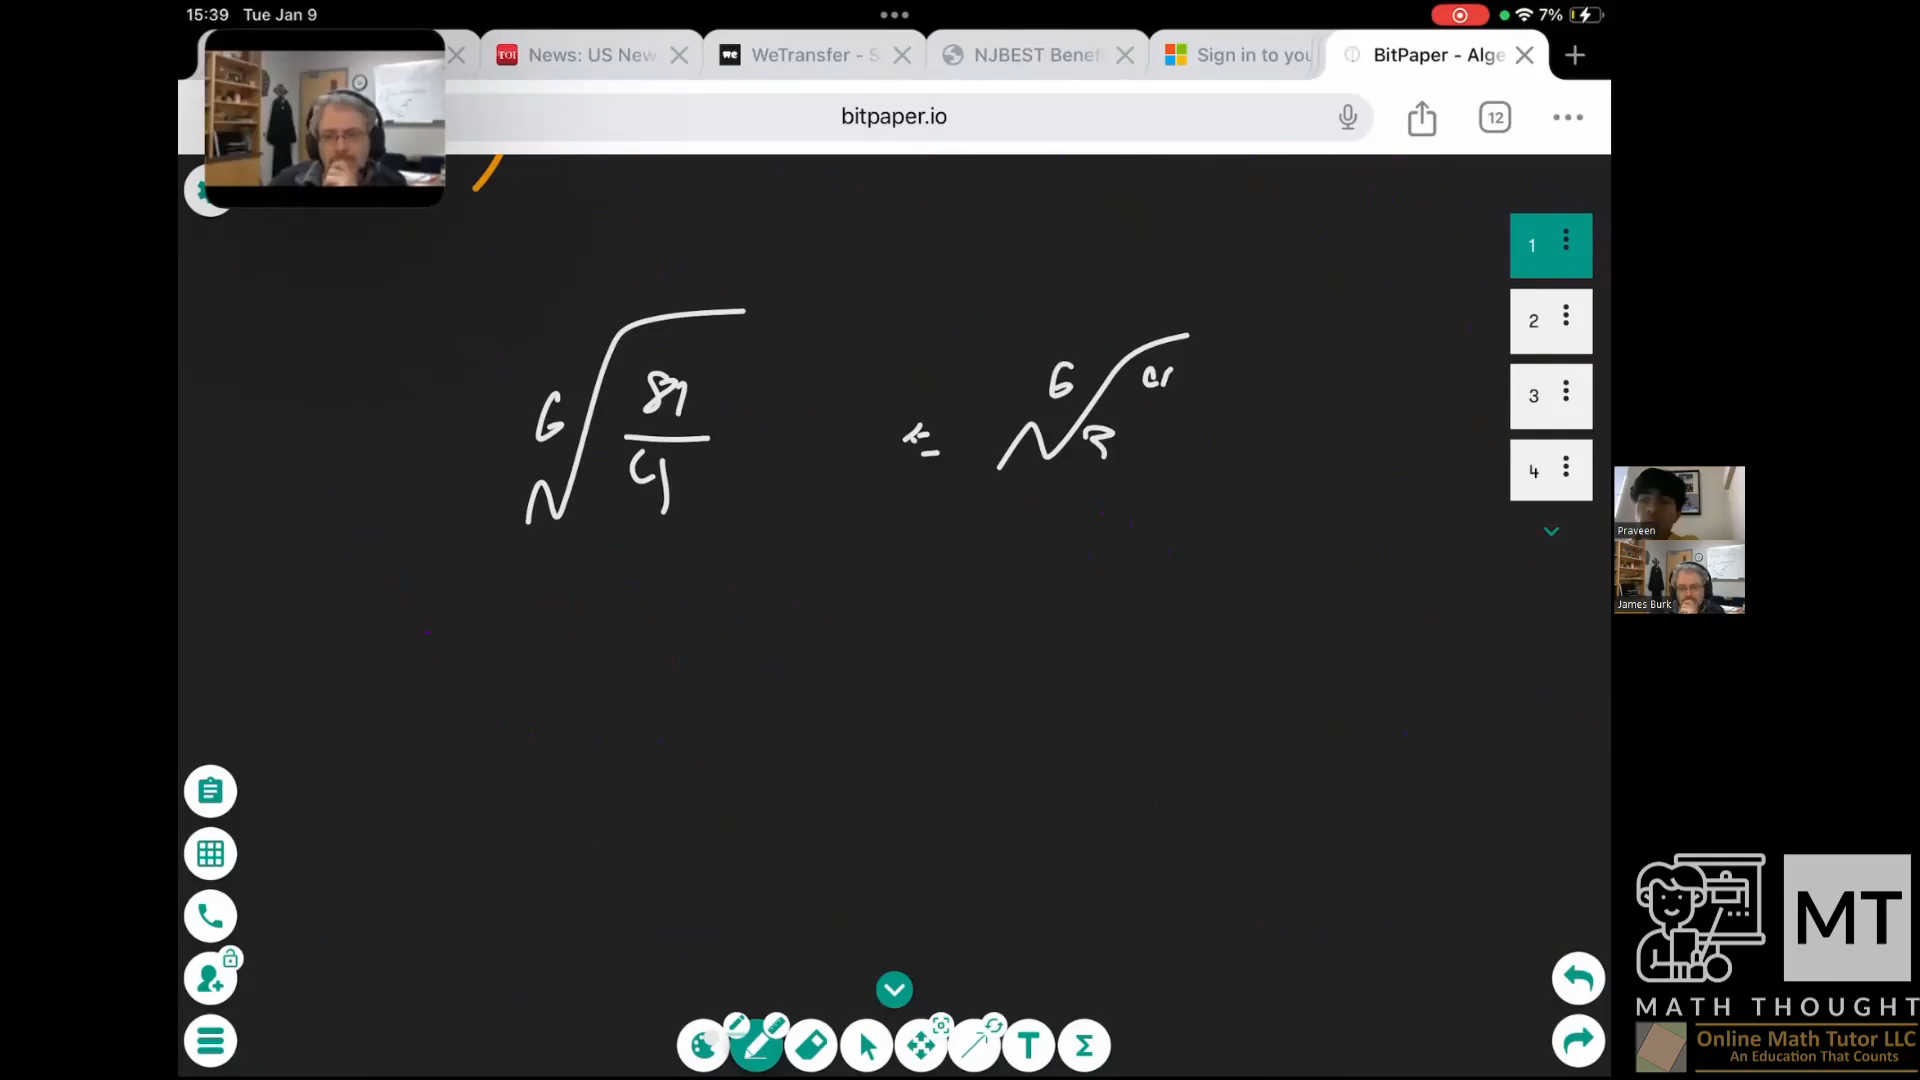 15:39 Tue Jan 9
7%
News: US New
WeTransfer - S
NJBEST Benef
Sign in to you
BitPaper - Alge
bitpaper.io
12
1
2
3
4
6
6
Praveen
James Burk
MT
MATH THOUGHT
Online Math Tutor LLC
An Education That Counts